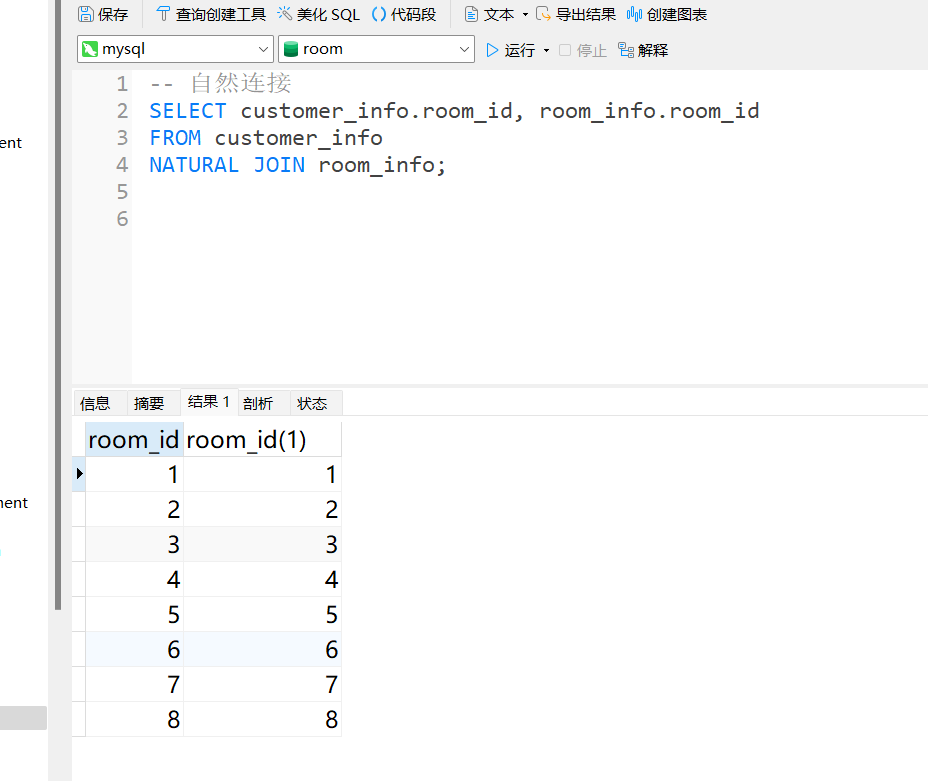 保存 查询创建工具 美化 SQL () 代码段 文本 导出结果 创建图表
mysql room 运行 停止 解释
1 -- 自然连接
2 SELECT customer_info.room_id, room_info.room_id
3 FROM customer_info
4 NATURAL JOIN room_info;
5
6
ent
信息 摘要 结果 1 剖析 状态
room_id room_id(1)
1 1
2 2
3 3
4 4
5 5
6 6
7 7
8 8